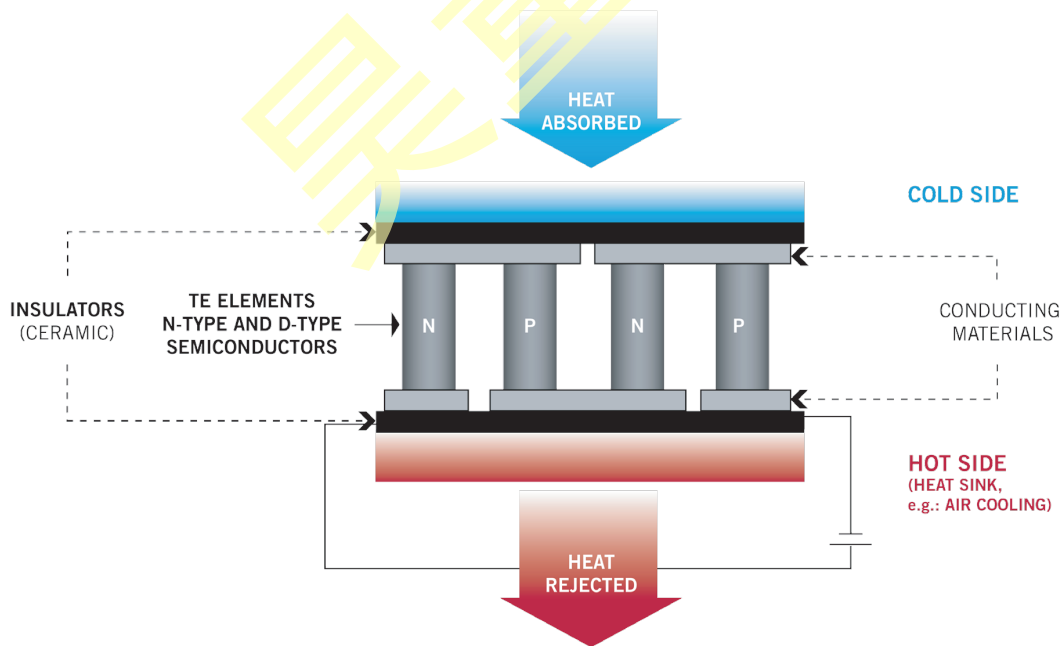 HEAT
ABSORBED
COLD SIDE
INSULATORS
(CERAMIC)
TE ELEMENTS
N-TYPE AND D-TYPE
SEMICONDUCTORS
N
P
N
P
CONDUCTING
MATERIALS
HOT SIDE
(HEAT SINK,
e.g.: AIR COOLING)
HEAT
REJECTED